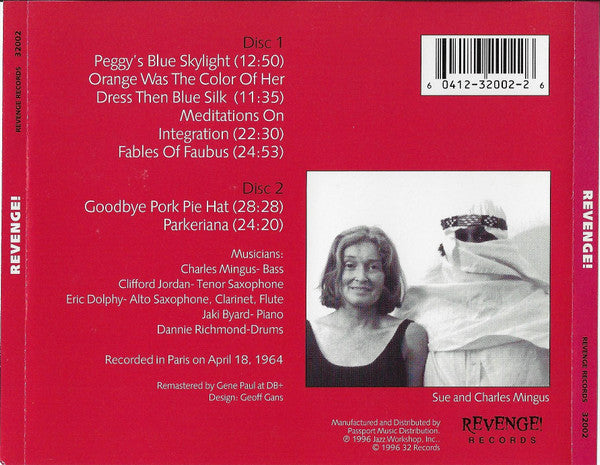 REVENGE! REVENGE RECORDS 32002
Disc 1
Peggy's Blue Skylight (12:50)
Orange Was The Color Of Her
Dress Then Blue Silk (11:35)
Meditations On
Integration (22:30)
Fables Of Faubus (24:53)
Disc 2
Goodbye Pork Pie Hat (28:28)
Parkeriana (24:20)
Musicians:
Charles Mingus- Bass
Clifford Jordan- Tenor Saxophone
Eric Dolphy- Alto Saxophone, Clarinet, Flute
Jaki Byard- Piano
Dannie Richmond-Drums
Recorded in Paris on April 18, 1964
Remastered by Gene Paul at DB+
Design: Geoff Gans
6 0412-32002-2 6
Sue and Charles Mingus
Manufactured and Distributed by
Passport Music Distribution.
℗ 1996 Jazz Workshop, Inc..
© 1996 32 Records
REVENGE!
RECORDS
REVENGE! REVENGE RECORDS 32002